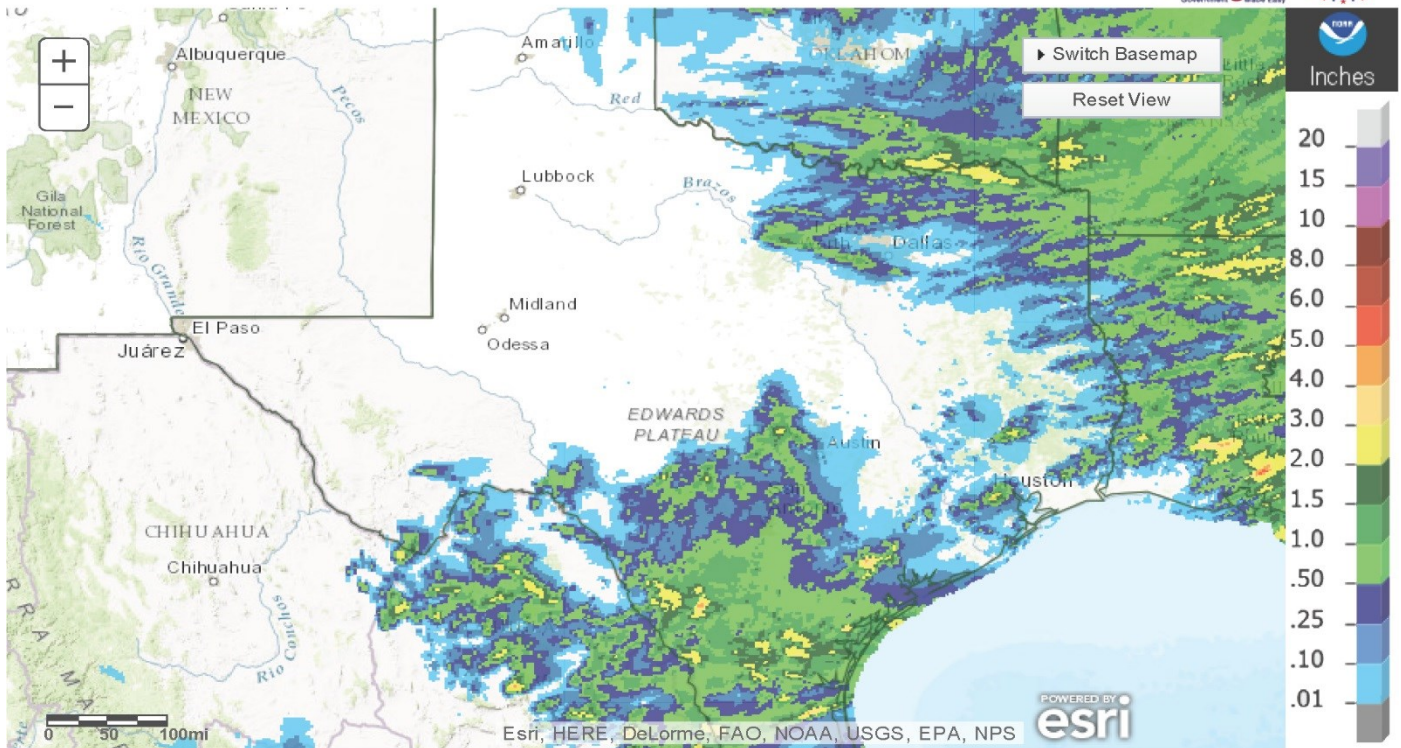 Albuquerque
NEW
MEXICO
Pecos
Amarillo
OKLAHOM
Red
Switch Basemap
Reset View
noaa
Inches
+
−
Gila
National
Forest
Rio Grande
Lubbock
Brazos
Dallas
El Paso
Juárez
Midland
Odessa
EDWARDS
PLATEAU
Austin
Houston
CHIHUAHUA
Chihuahua
Rio Conchos
20
15
10
8.0
6.0
5.0
4.0
3.0
2.0
1.5
1.0
.50
.25
.10
.01
0 50 100mi
Esri, HERE, DeLorme, FAO, NOAA, USGS, EPA, NPS
POWERED BY
esri